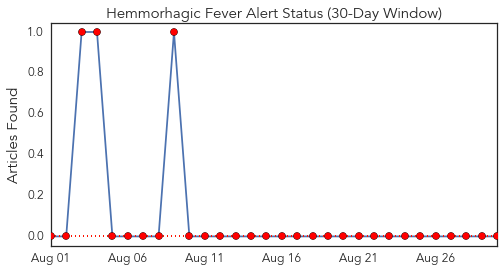 Hemmorhagic Fever Alert Status (30-Day Window)
Articles Found
1.0
0.8
0.6
0.4
0.2
0.0
Aug 01 Aug 06 Aug 11 Aug 16 Aug 21 Aug 26